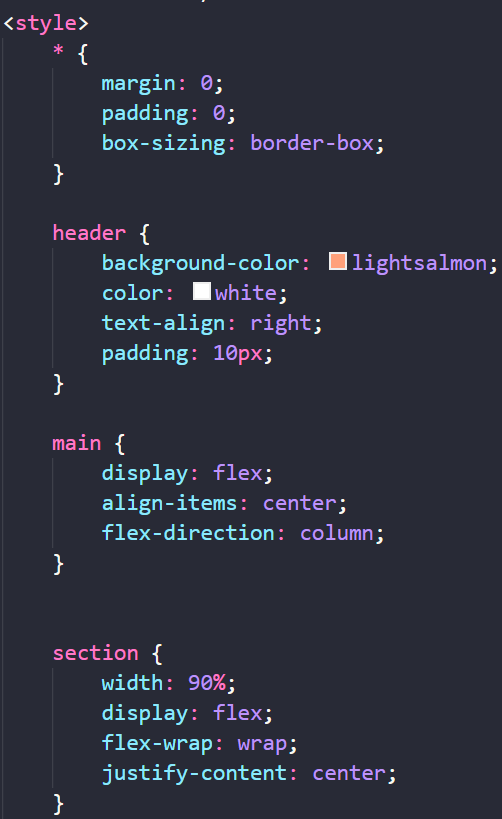 <style>
* {
margin: 0;
padding: 0;
box-sizing: border-box;
}
header {
background-color: lightsalmon;
color: white;
text-align: right;
padding: 10px;
}
main {
display: flex;
align-items: center;
flex-direction: column;
}
section {
width: 90%;
display: flex;
flex-wrap: wrap;
justify-content: center;
}